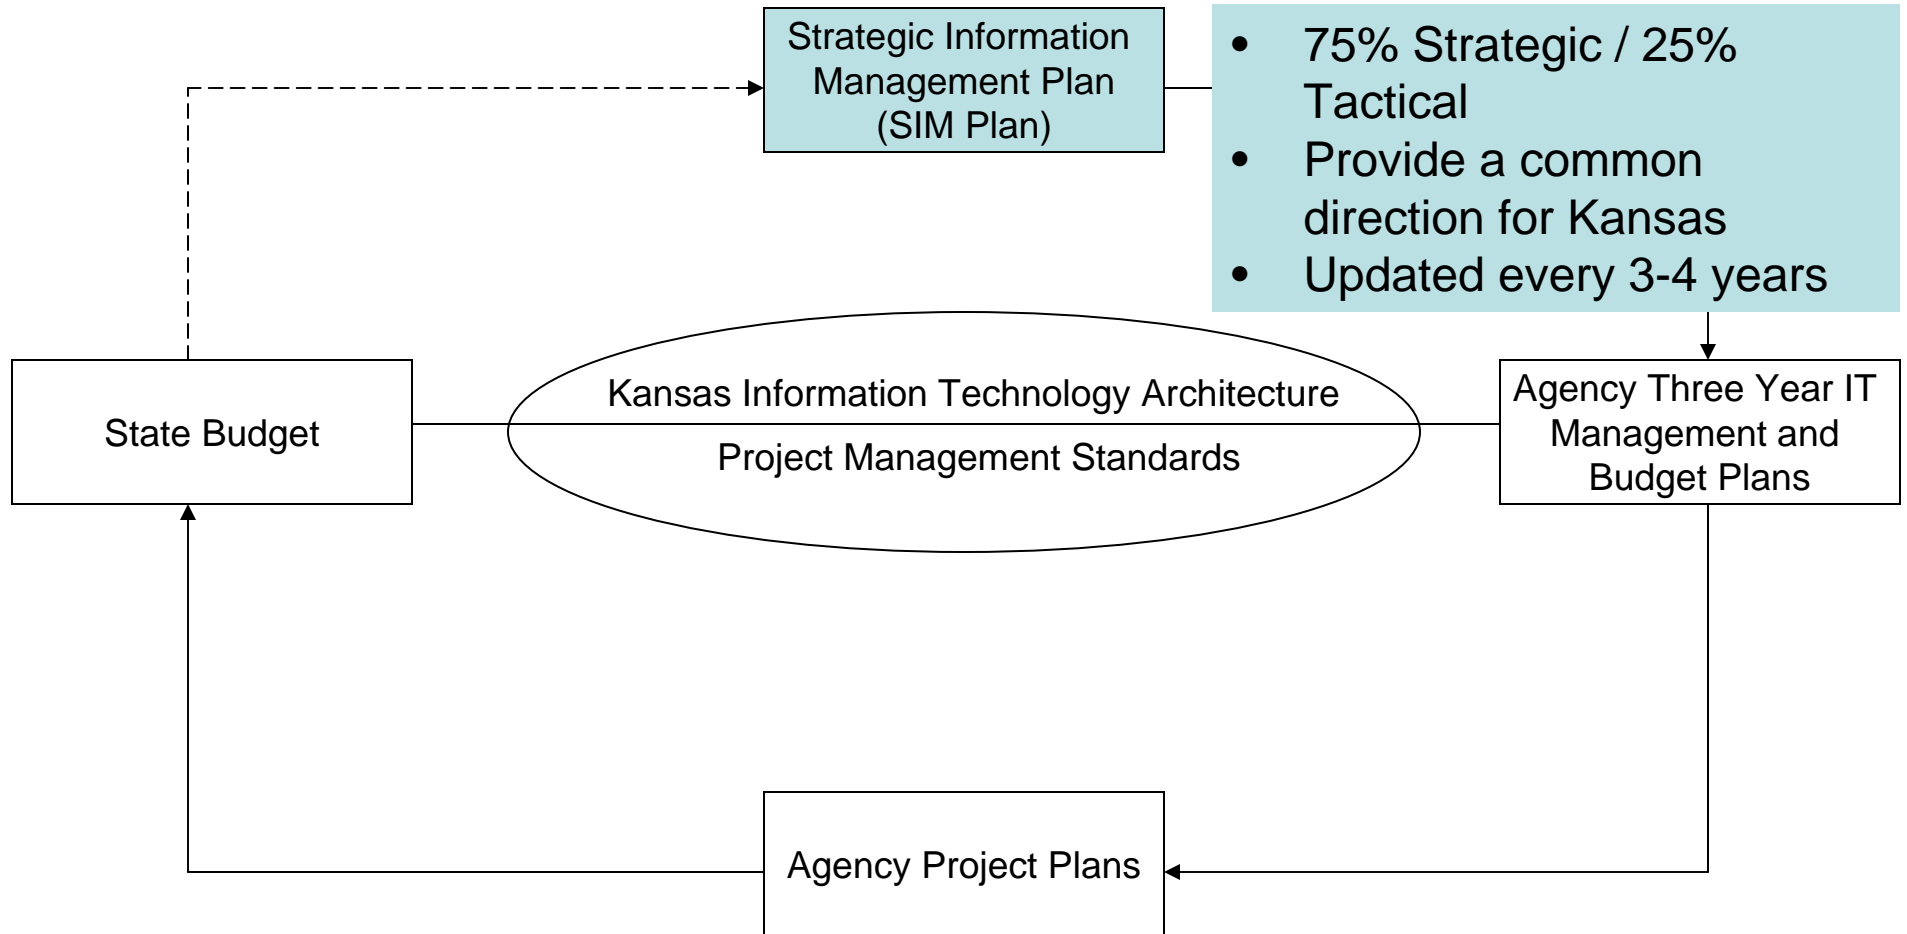 Strategic Information
Management Plan
(SIM Plan)
• 75% Strategic / 25%
Tactical
• Provide a common
direction for Kansas
• Updated every 3-4 years
State Budget
Kansas Information Technology Architecture
Project Management Standards
Agency Three Year IT
Management and
Budget Plans
Agency Project Plans